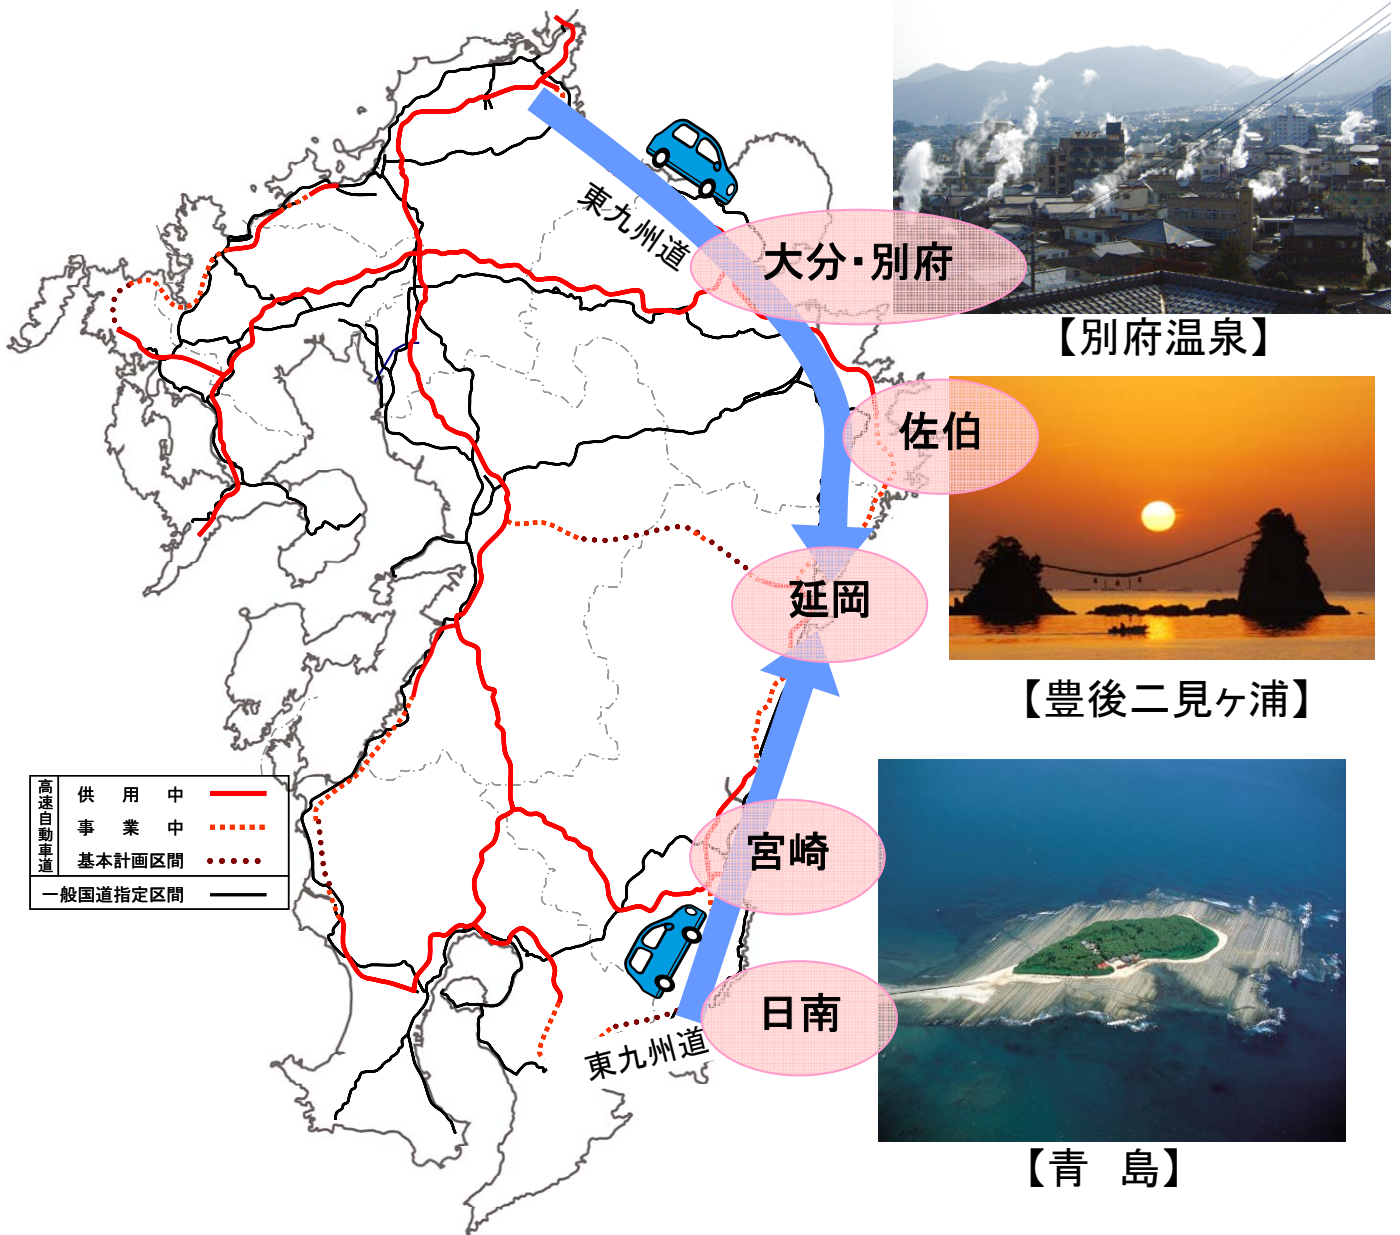 東九州道
大分・別府
【別府温泉】
佐伯
延岡
【豊後二見ヶ浦】
高速自動車道
供用中
事業中
基本計画区間
一般国道指定区間
宮崎
日南
東九州道
【青 島】